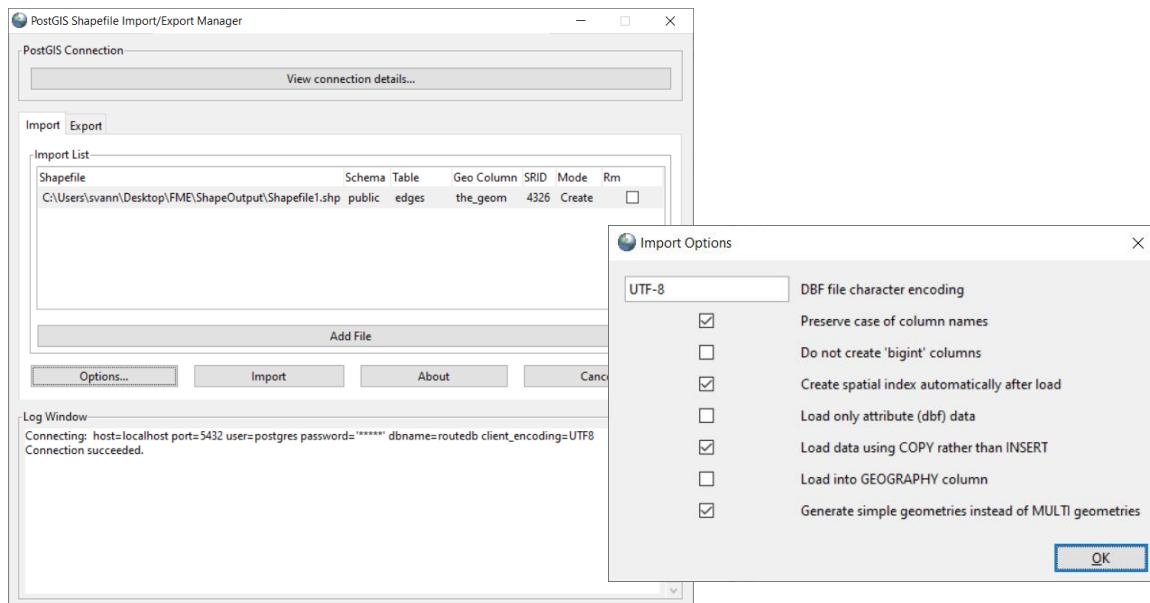 PostGIS Shapefile Import/Export Manager
PostGIS Connection
View connection details...
Import Export
Import List
Shapefile Schema Table Geo Column SRID Mode Rm
C:\Users\svann\Desktop\FME\ShapeOutput\Shapefile1.shp public edges the_geom 4326 Create
Add File
Options... Import About
Log Window
Connecting: host=localhost port=5432 user=postgres password='*****' dbname=routedb client_encoding=UTF8
Connection succeeded.
Import Options
UTF-8 DBF file character encoding
Preserve case of column names
Do not create 'bigint' columns
Create spatial index automatically after load
Load only attribute (dbf) data
Load data using COPY rather than INSERT
Load into GEOGRAPHY column
Generate simple geometries instead of MULTI geometries
OK